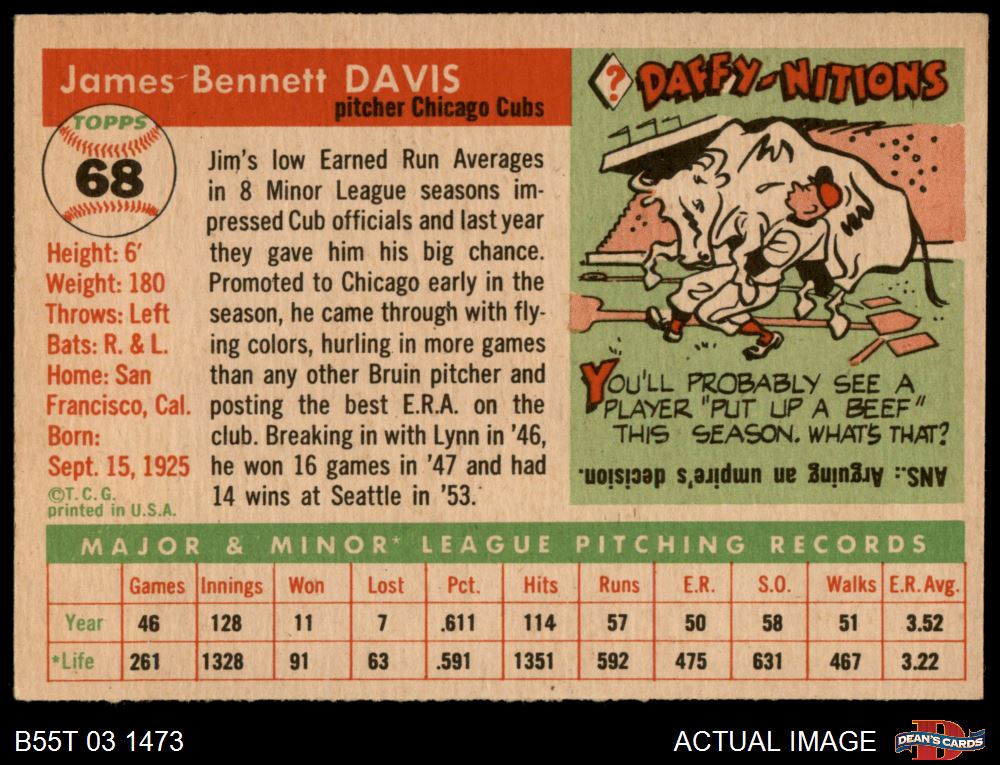 James Bennett DAVIS
pitcher Chicago Cubs
TOPPS
68
Height: 6'
Weight: 180
Throws: Left
Bats: R. & L.
Home: San
Francisco, Cal.
Born:
Sept. 15, 1925
©T.C.G.
printed in U.S.A.
Jim's low Earned Run Averages
in 8 Minor League seasons im-
pressed Cub officials and last year
they gave him his big chance.
Promoted to Chicago early in the
season, he came through with fly-
ing colors, hurling in more games
than any other Bruin pitcher and
posting the best E.R.A. on the
club. Breaking in with Lynn in '46,
he won 16 games in '47 and had
14 wins at Seattle in '53.
? DAFFY-NITIONS
YOU'LL PROBABLY SEE A
PLAYER "PUT UP A BEEF"
THIS SEASON. WHAT'S THAT?
ANS.: Arguing an umpire's decision.
MAJOR & MINOR* LEAGUE PITCHING RECORDS
Games Innings Won Lost Pct. Hits Runs E.R. S.O. Walks E.R. Avg.
Year 46 128 11 7 .611 114 57 50 58 51 3.52
*Life 261 1328 91 63 .591 1351 592 475 631 467 3.22
B55T 03 1473
ACTUAL IMAGE
DEAN'S CARDS